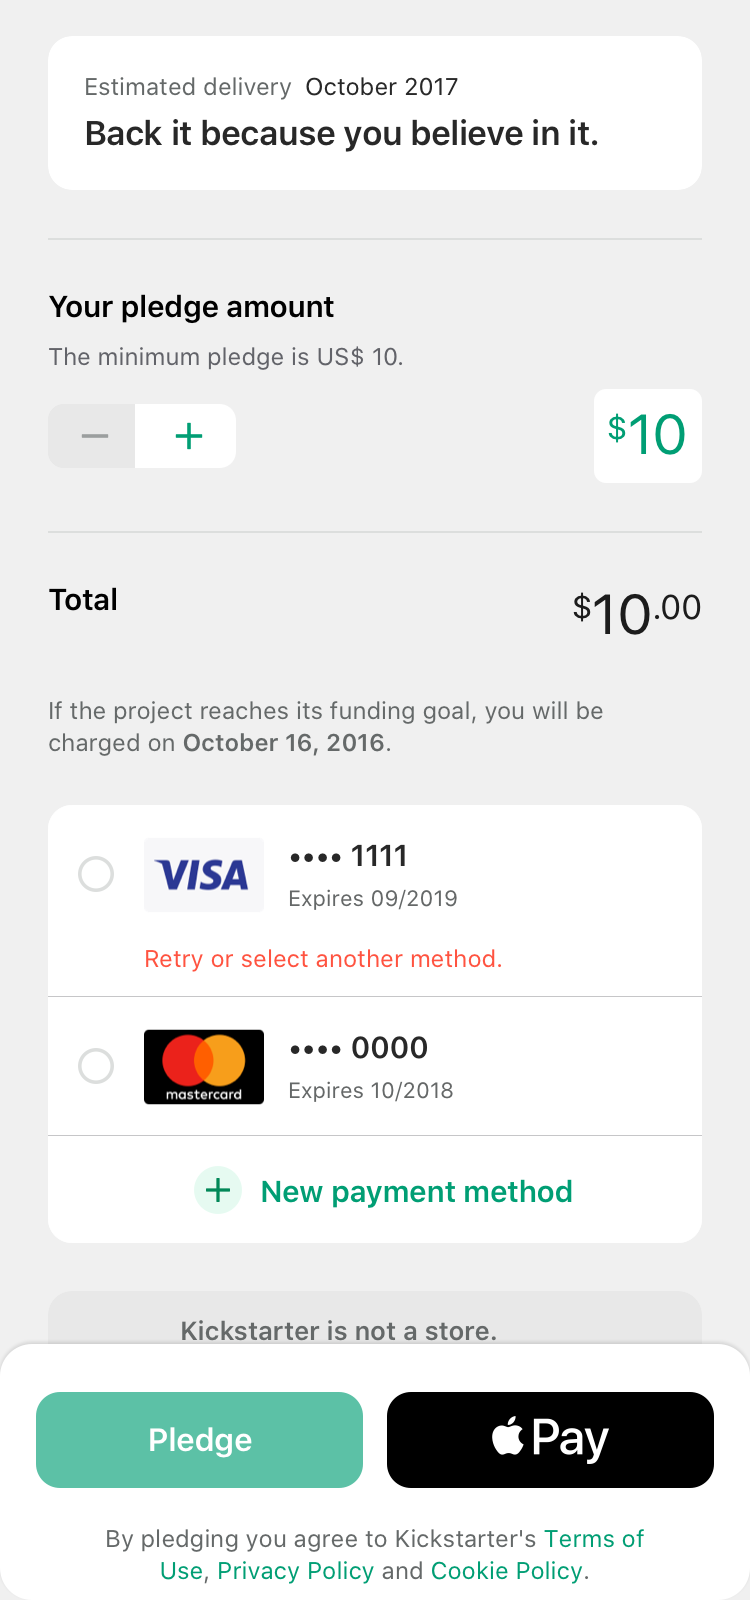 Estimated delivery October 2017
Back it because you believe in it.
Your pledge amount
The minimum pledge is US$ 10.
$10
Total
$10.00
If the project reaches its funding goal, you will be
charged on October 16, 2016.
VISA
•••• 1111
Expires 09/2019
Retry or select another method.
mastercard
•••• 0000
Expires 10/2018
New payment method
Kickstarter is not a store.
Pledge
Pay
By pledging you agree to Kickstarter's Terms of
Use, Privacy Policy and Cookie Policy.